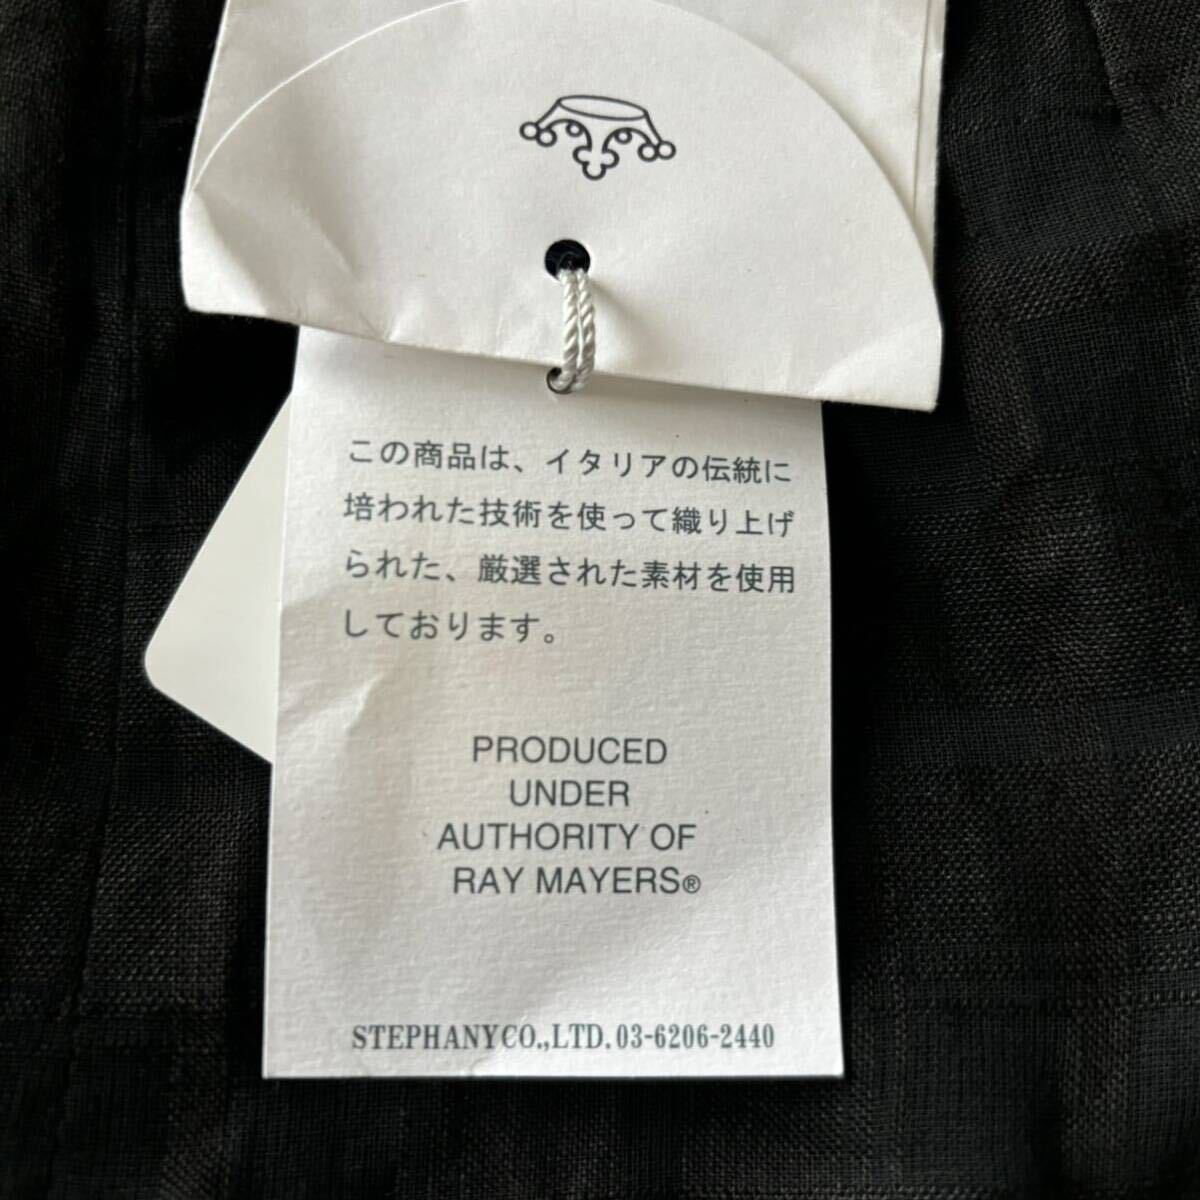 この商品は、イタリアの伝統に
培われた技術を使って織り上げ
られた、厳選された素材を使用
しております。
PRODUCED
UNDER
AUTHORITY OF
RAY MAYERS®
STEPHANY CO.,LTD. 03-6206-2440